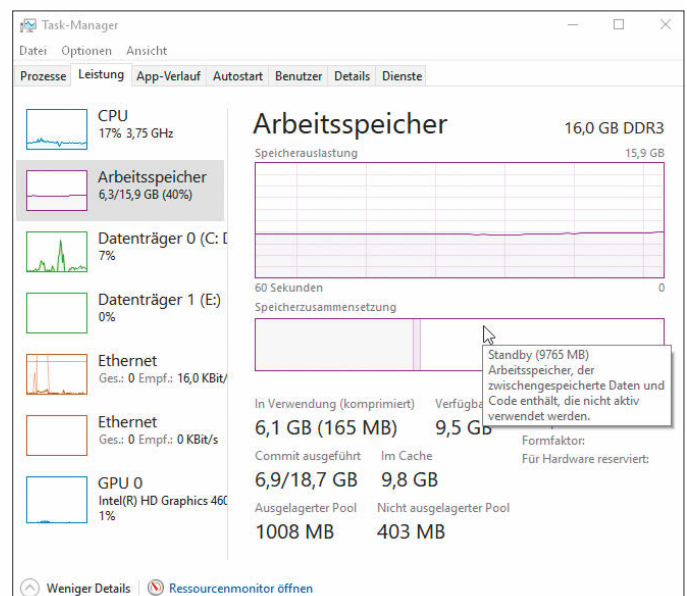 Task-Manager
Datei Optionen Ansicht
Prozesse Leistung App-Verlauf Autostart Benutzer Details Dienste
CPU
17% 3,75 GHz
Arbeitsspeicher
6,3/15,9 GB (40%)
Datenträger 0 (C:
7%
Datenträger 1 (E:)
0%
Ethernet
Ges.: 0 Empf.: 16,0 KBit/
Ethernet
Ges.: 0 Empf.: 0 KBit/s
GPU 0
Intel(R) HD Graphics 460
1%
Arbeitsspeicher
16,0 GB DDR3
Speicherauslastung
15,9 GB
60 Sekunden
0
Speicherzusammensetzung
Standby (9765 MB)
Arbeitsspeicher, der
zwischengespeicherte Daten und
Code enthält, die nicht aktiv
verwendet werden.
In Verwendung (komprimiert)
6,1 GB (165 MB)
Verfügba
9,5 GB
Commit ausgeführt
6,9/18,7 GB
Im Cache
9,8 GB
Ausgelagerter Pool
1008 MB
Nicht ausgelagerter Pool
403 MB
Formfaktor:
Für Hardware reserviert:
Weniger Details
Ressourcenmonitor öffnen